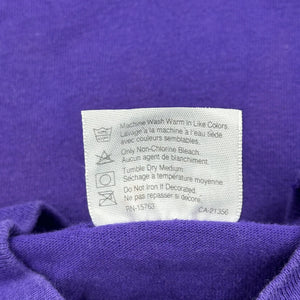 Machine Wash Warm in Like Colors.
Lavage à la machine à l'eau tiède
avec couleurs semblables.
Only Non-Chlorine Bleach.
Aucun agent de blanchiment.
Tumble Dry Medium.
Séchage à température moyenne
Do Not Iron If Decorated.
Ne pas repasser si décoré.
RN-15763 CA-21356